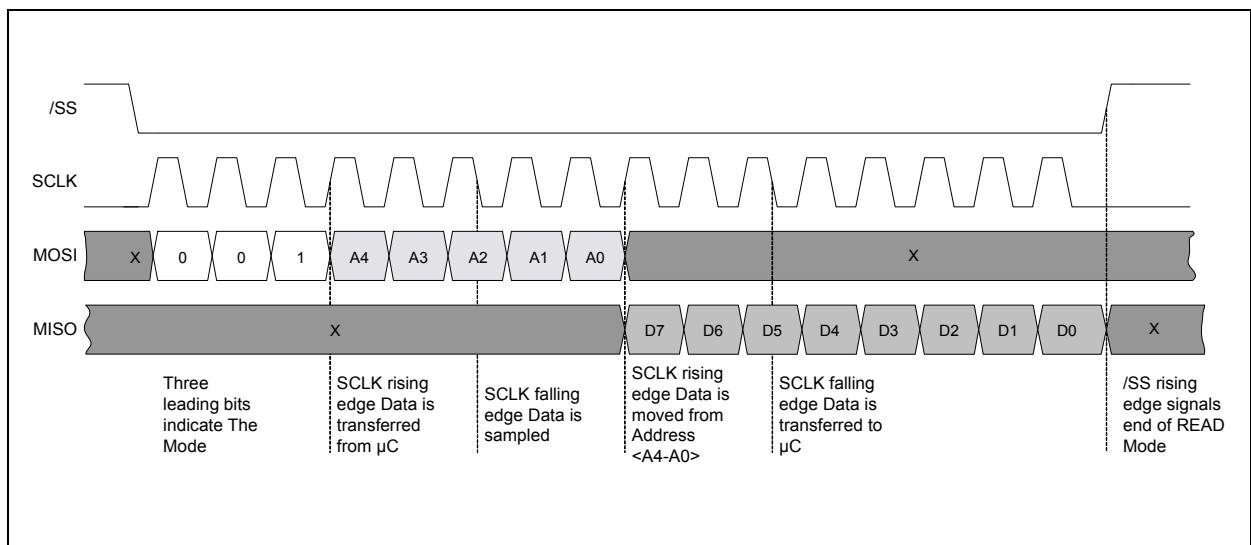 /SS
SCLK
MOSI X 0 0 1 A4 A3 A2 A1 A0 X
MISO X D7 D6 D5 D4 D3 D2 D1 D0 X
Three
leading bits
indicate The
Mode
SCLK rising
edge Data is
transferred
from µC
SCLK falling
edge Data is
sampled
SCLK rising
edge Data is
moved from
Address
<A4-A0>
SCLK falling
edge Data is
transferred to
µC
/SS rising
edge signals
end of READ
Mode